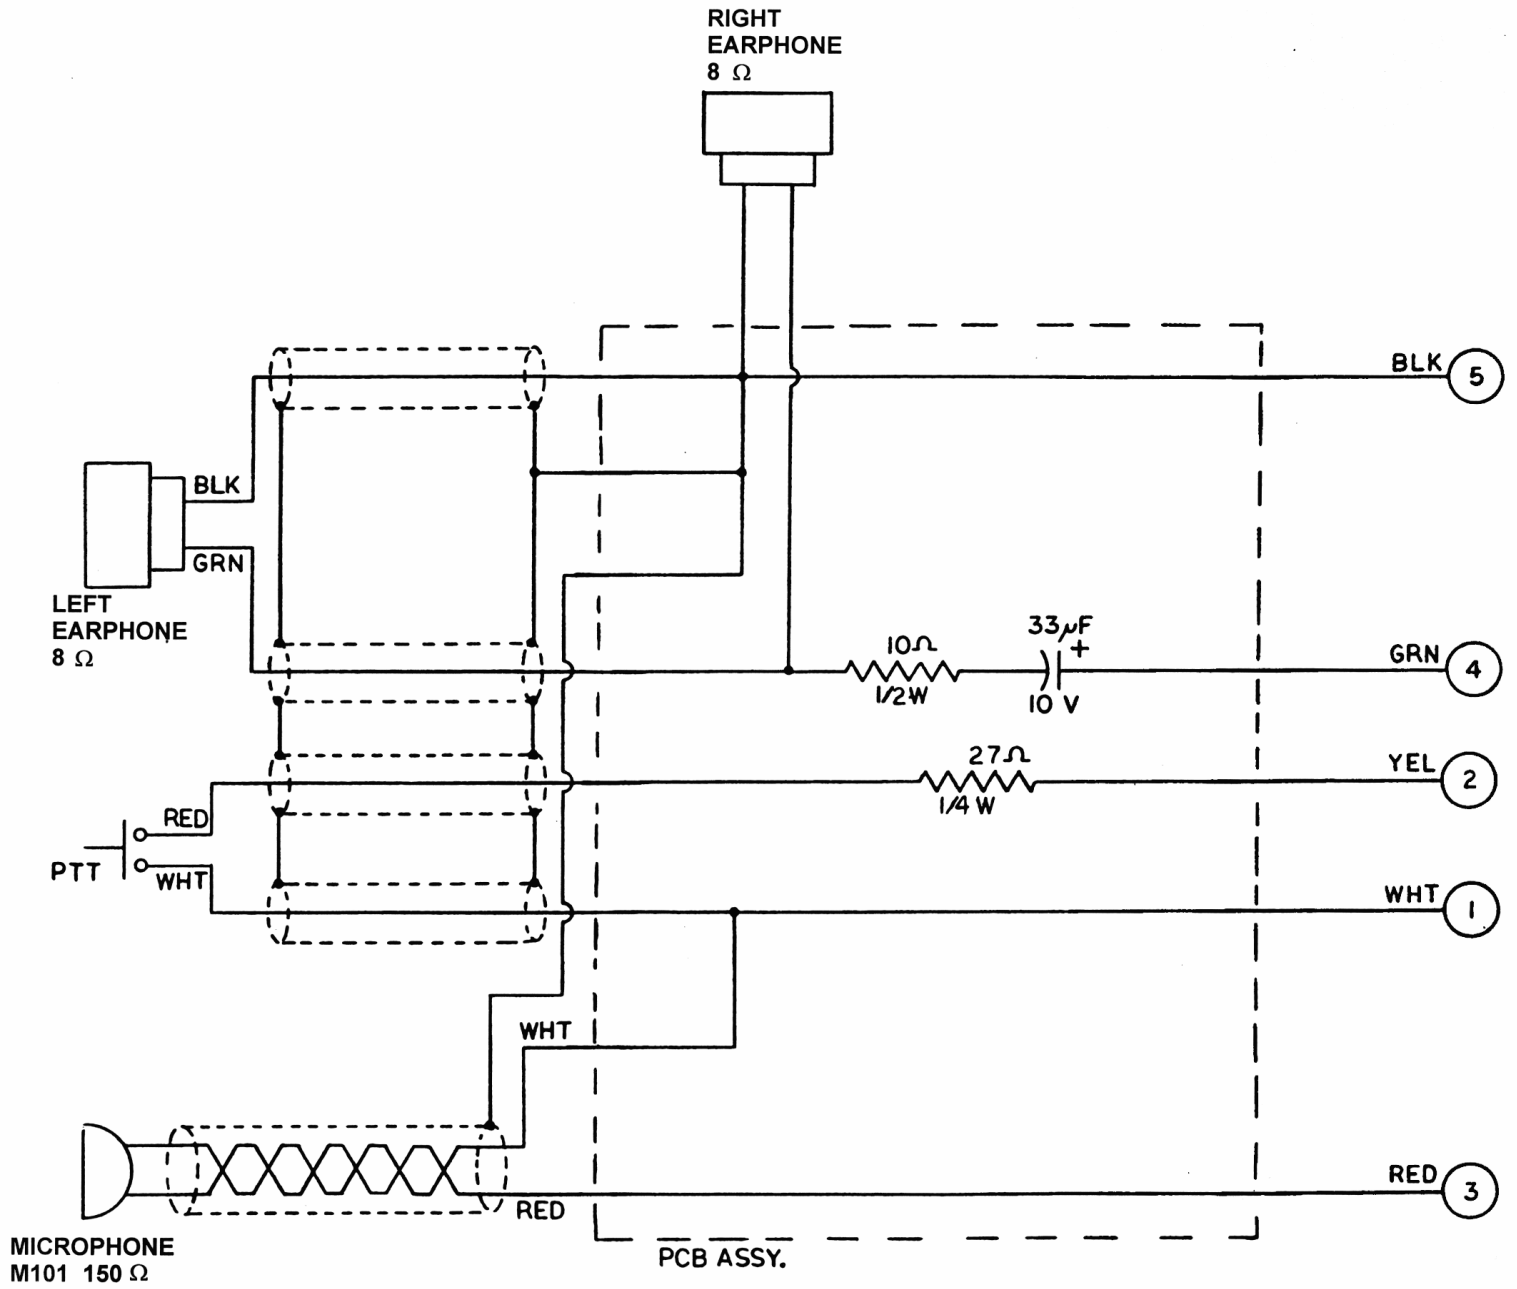 RIGHT
EARPHONE
8 Ω
BLK
5
BLK
GRN
LEFT
EARPHONE
8 Ω
10Ω
1/2W
33µF
+
10 V
GRN
4
27Ω
1/4 W
YEL
2
RED
PTT
WHT
WHT
1
WHT
RED
RED
3
MICROPHONE
M101 150 Ω
PCB ASSY.